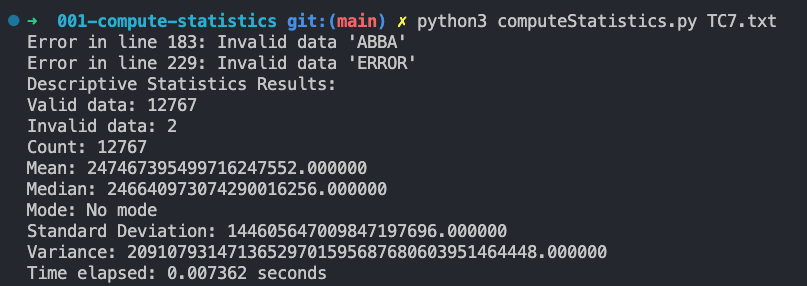 ➜ 001-compute-statistics git:(main) ✗ python3 computeStatistics.py TC7.txt
Error in line 183: Invalid data 'ABBA'
Error in line 229: Invalid data 'ERROR'
Descriptive Statistics Results:
Valid data: 12767
Invalid data: 2
Count: 12767
Mean: 247467395499716247552.000000
Median: 246640973074290016256.000000
Mode: No mode
Standard Deviation: 144605647009847197696.000000
Variance: 20910793147136529701595687680603951464448.000000
Time elapsed: 0.007362 seconds